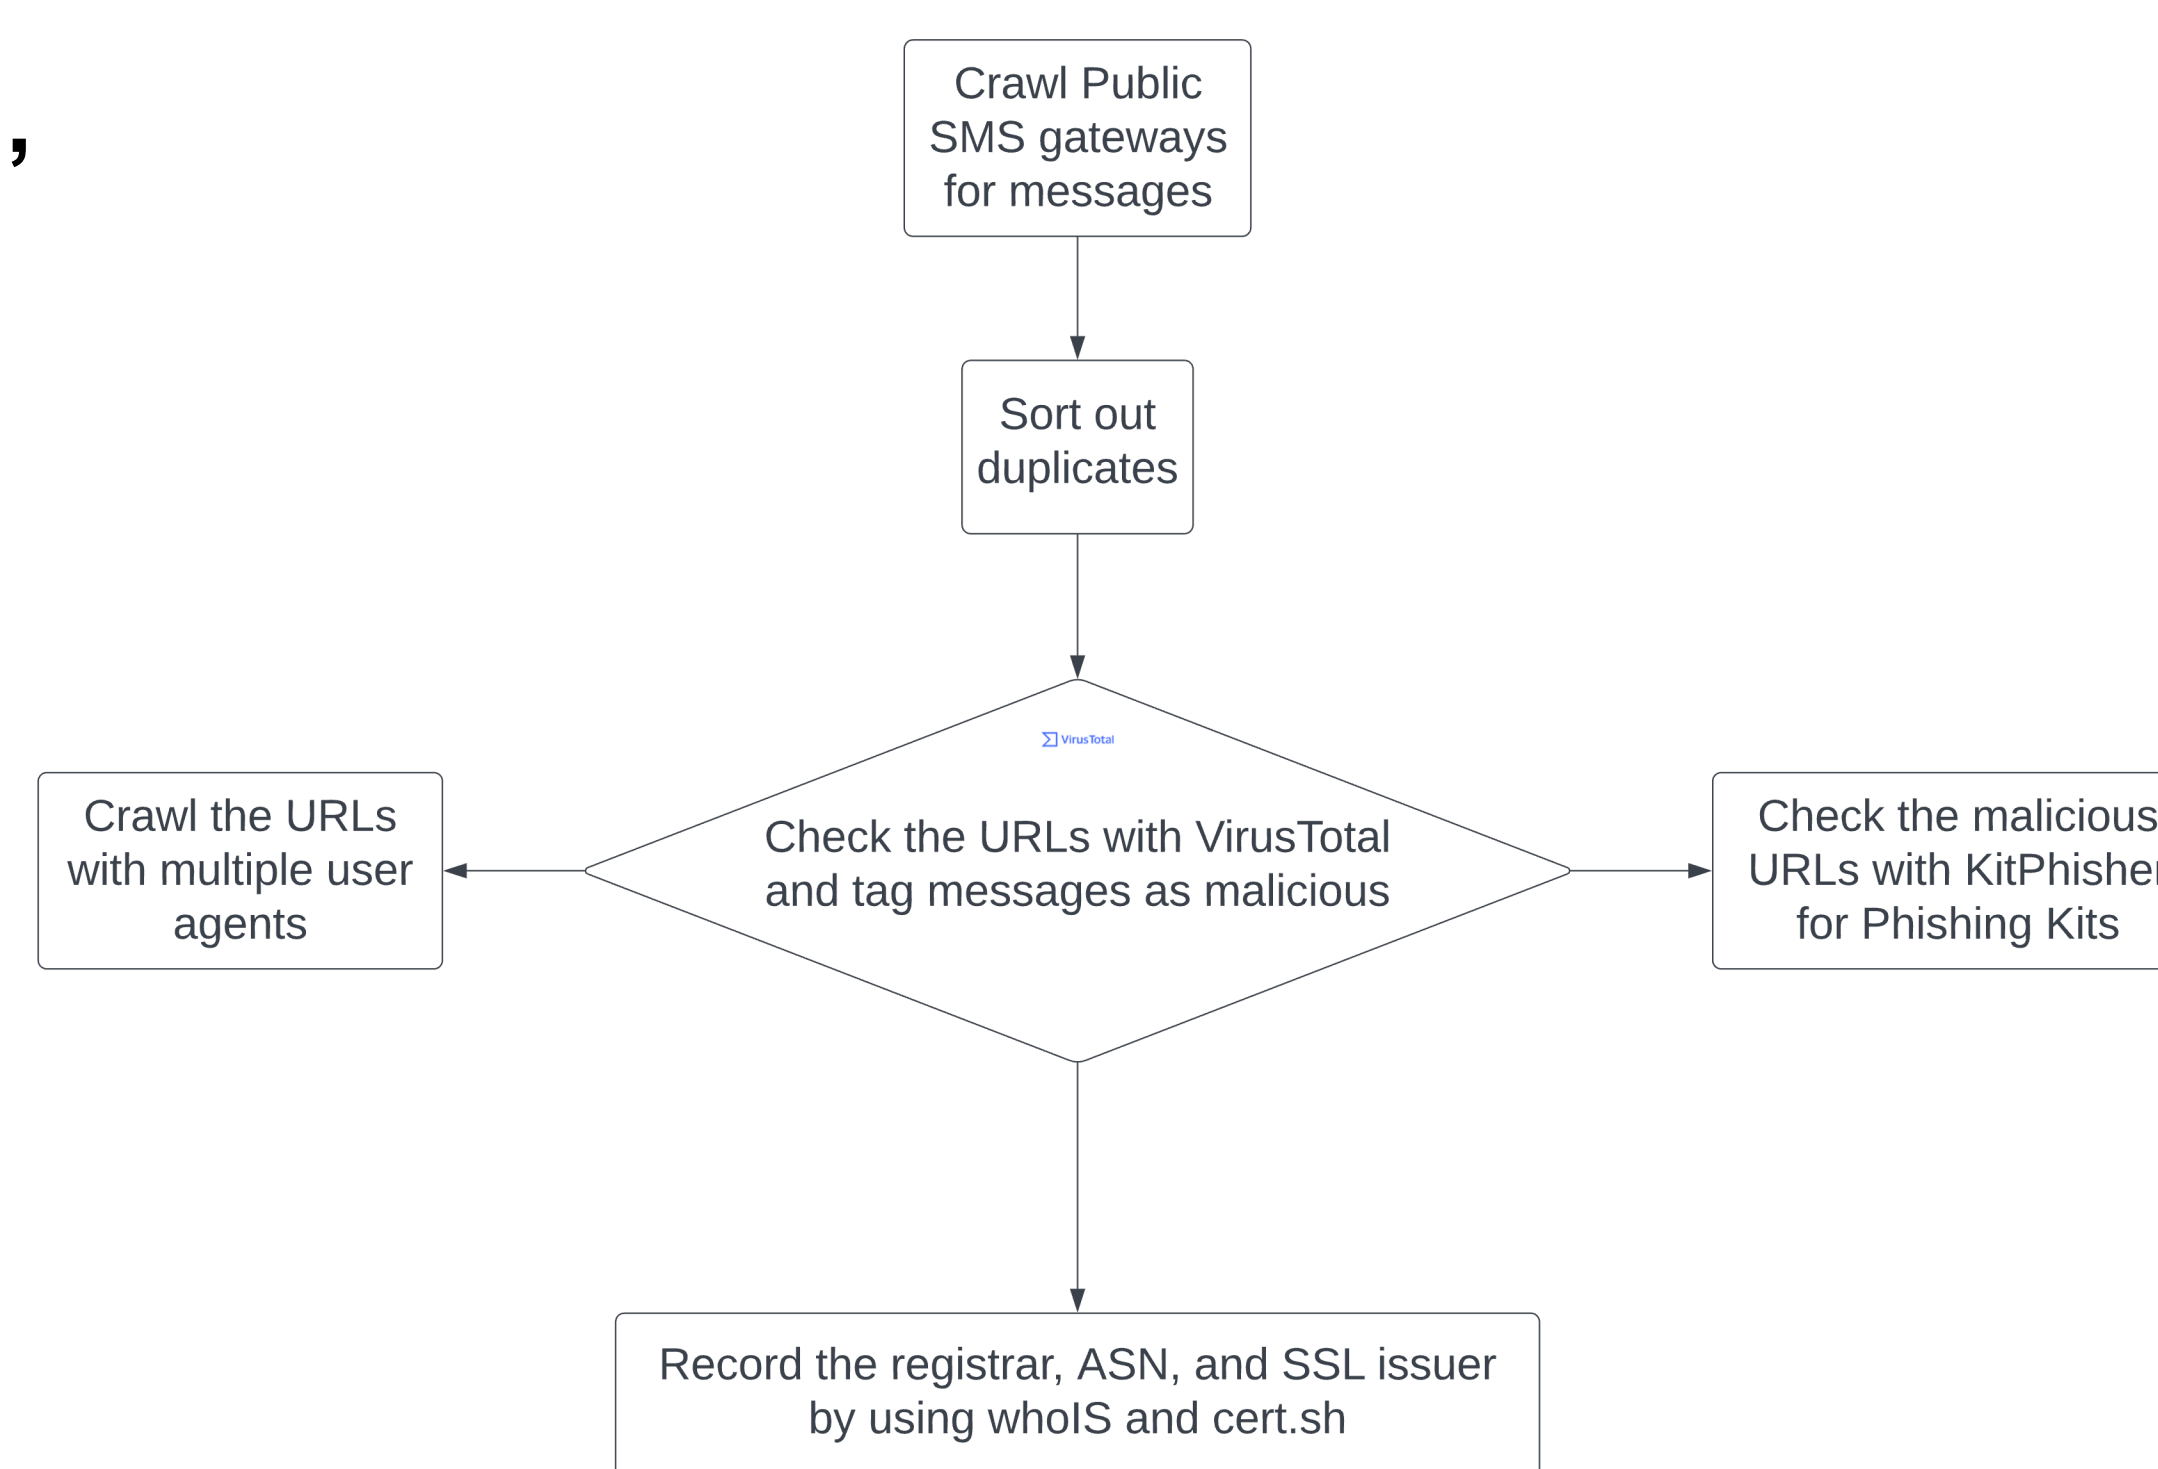 ,
Crawl Public
SMS gateways
for messages
Sort out
duplicates
VirusTotal
Check the URLs with VirusTotal
and tag messages as malicious
Crawl the URLs
with multiple user
agents
Check the malicious
URLs with KitPhisher
for Phishing Kits
Record the registrar, ASN, and SSL issuer
by using whoIS and cert.sh